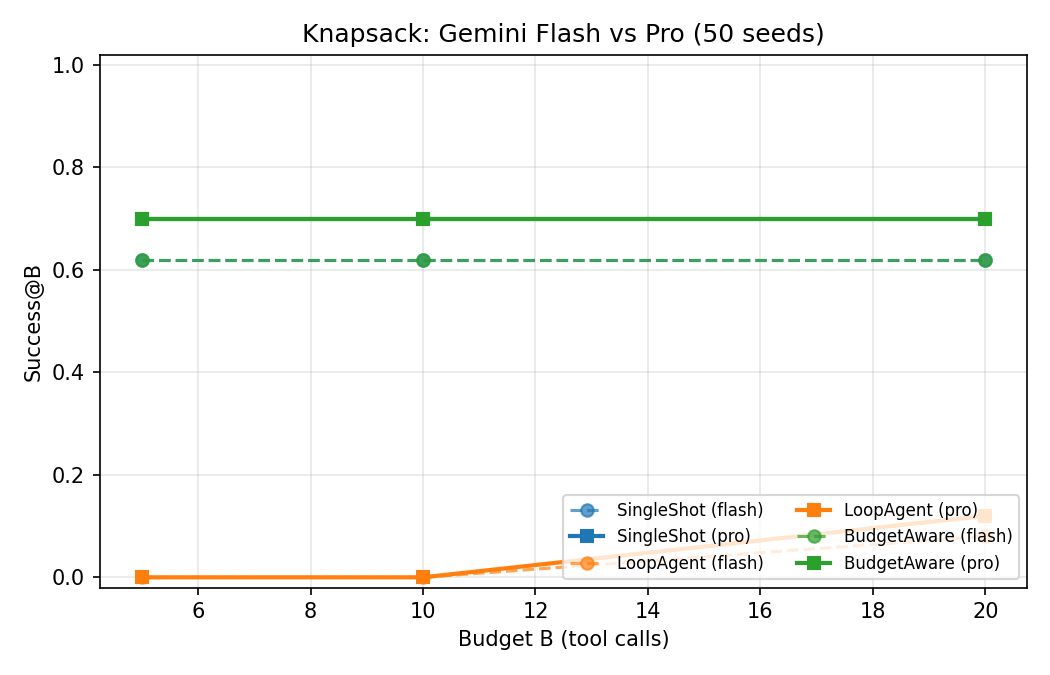 Knapsack: Gemini Flash vs Pro (50 seeds)
1.0
0.8
0.6
0.4
0.2
0.0
Success@B
SingleShot (flash)
SingleShot (pro)
LoopAgent (flash)
LoopAgent (pro)
BudgetAware (flash)
BudgetAware (pro)
6 8 10 12 14 16 18 20
Budget B (tool calls)